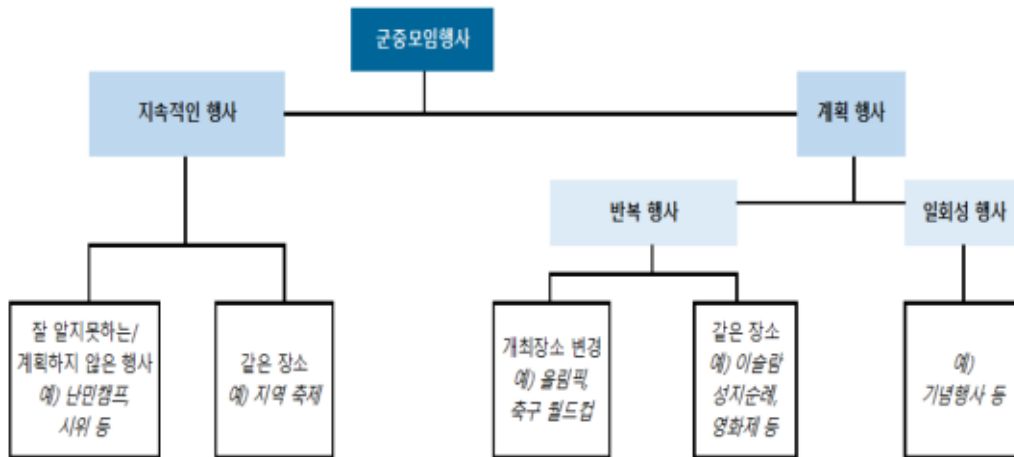 군중모임행사
지속적인 행사
계획 행사
반복 행사
일회성 행사
잘 알지못하는/
계획하지 않은 행사
예) 난민캠프,
시위 등
같은 장소
예) 지역 축제
개최장소 변경
예) 올림픽,
축구 월드컵
같은 장소
예) 이슬람
성지순례,
영화제 등
예)
기념행사 등